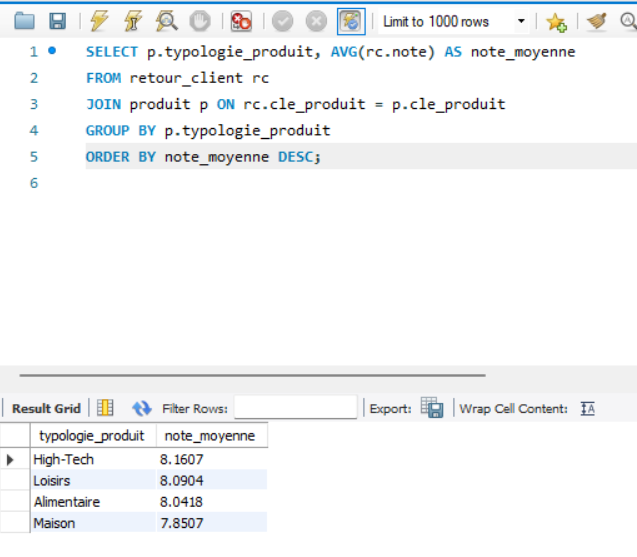 Limit to 1000 rows
1 SELECT p.typologie_produit, AVG(rc.note) AS note_moyenne
2 FROM retour_client rc
3 JOIN produit p ON rc.cle_produit = p.cle_produit
4 GROUP BY p.typologie_produit
5 ORDER BY note_moyenne DESC;
6
Result Grid Filter Rows: Export: Wrap Cell Content: IA
typologie_produit note_moyenne
High-Tech 8.1607
Loisirs 8.0904
Alimentaire 8.0418
Maison 7.8507